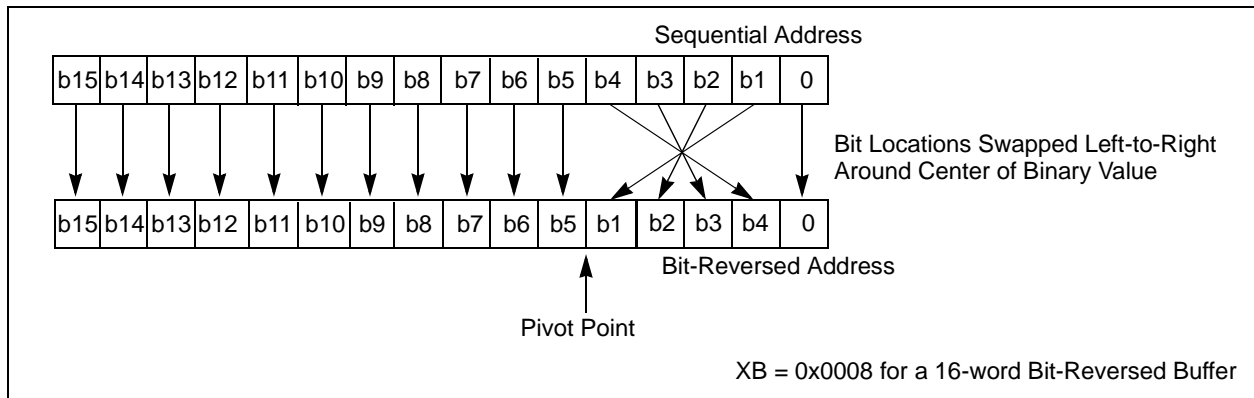 Sequential Address
b15 b14 b13 b12 b11 b10 b9 b8 b7 b6 b5 b4 b3 b2 b1 0
Bit Locations Swapped Left-to-Right
Around Center of Binary Value
b15 b14 b13 b12 b11 b10 b9 b8 b7 b6 b5 b1 b2 b3 b4 0
Bit-Reversed Address
Pivot Point
XB = 0x0008 for a 16-word Bit-Reversed Buffer